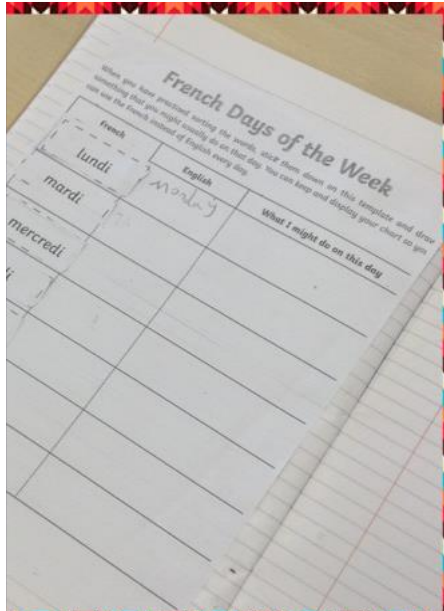 French Days of the Week
When you have practised sorting the words, stick them down on this template and draw
something that you might usually do on that day. You can keep and display your chart so you
can use the French instead of English every day.
French
English
What I might do on this day
lundi
Monday
mardi
mercredi